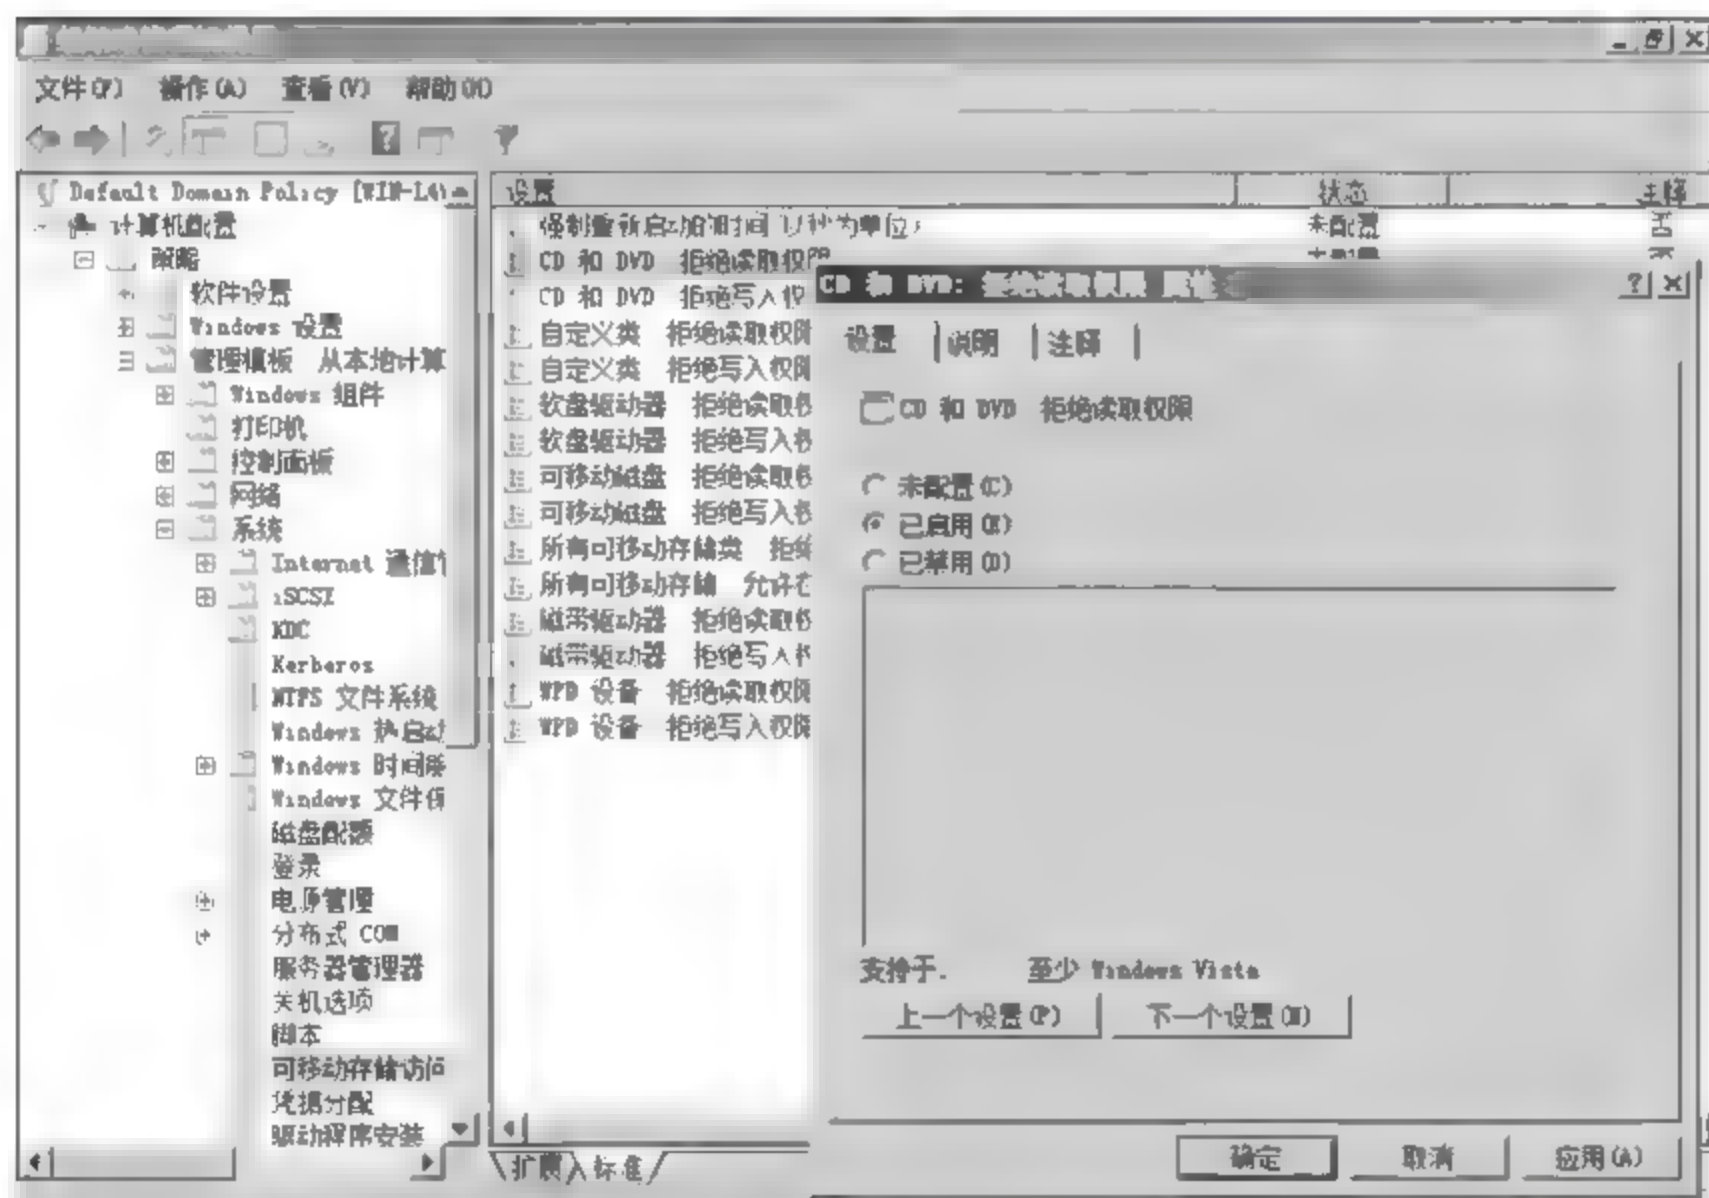 文件(F) 操作(A) 查看(V) 帮助(H)
Default Domain Policy [WIN-L4
计算机配置
策略
软件设置
Windows 设置
管理模板 从本地计算
Windows 组件
打印机
控制面板
网络
系统
Internet 通信
iSCSI
KDC
Kerberos
NTFS 文件系统
Windows 热启动
Windows 时间服
Windows 文件保
磁盘配额
登录
电源管理
分布式 COM
服务器管理器
关机选项
脚本
可移动存储访问
凭据分配
驱动程序安装
设置 状态 注释
强制重新启动的时间 以秒为单位) 未配置 否
CD 和 DVD 拒绝读取权限
CD 和 DVD 拒绝写入权
自定义类 拒绝读取权限
自定义类 拒绝写入权限
软盘驱动器 拒绝读取权
软盘驱动器 拒绝写入权
可移动磁盘 拒绝读取权
可移动磁盘 拒绝写入权
所有可移动存储类 拒绝
所有可移动存储 允许在
磁带驱动器 拒绝读取权
磁带驱动器 拒绝写入权
WPD 设备 拒绝读取权限
WPD 设备 拒绝写入权限
扩展 标准
CD 和 DVD: 拒绝读取权限 属性
设置 说明 注释
CD 和 DVD 拒绝读取权限
未配置(C)
已启用(E)
已禁用(D)
支持于. 至少 Windows Vista
上一个设置(P) 下一个设置(N)
确定 取消 应用(A)